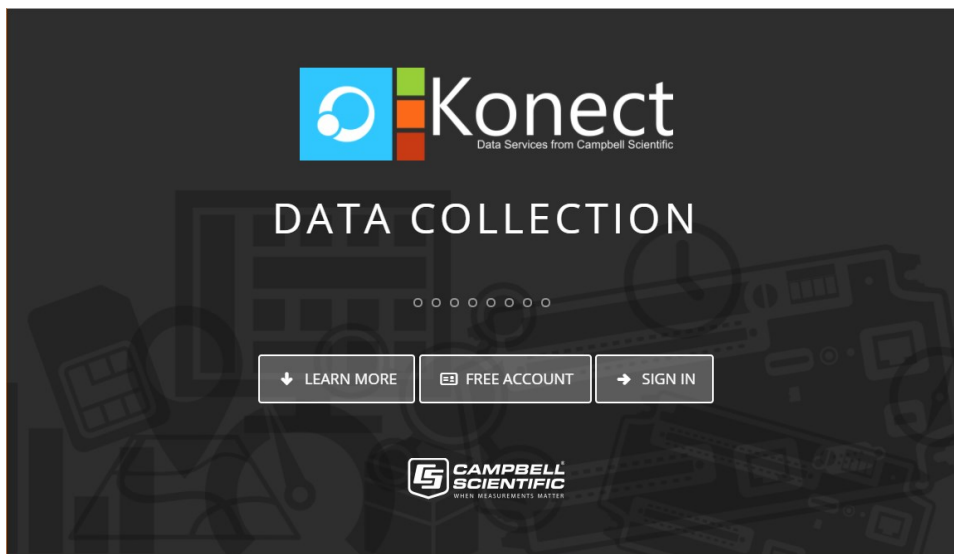 Konect
Data Services from Campbell Scientific
DATA COLLECTION
LEARN MORE
FREE ACCOUNT
SIGN IN
CAMPBELL
SCIENTIFIC
WHEN MEASUREMENTS MATTER